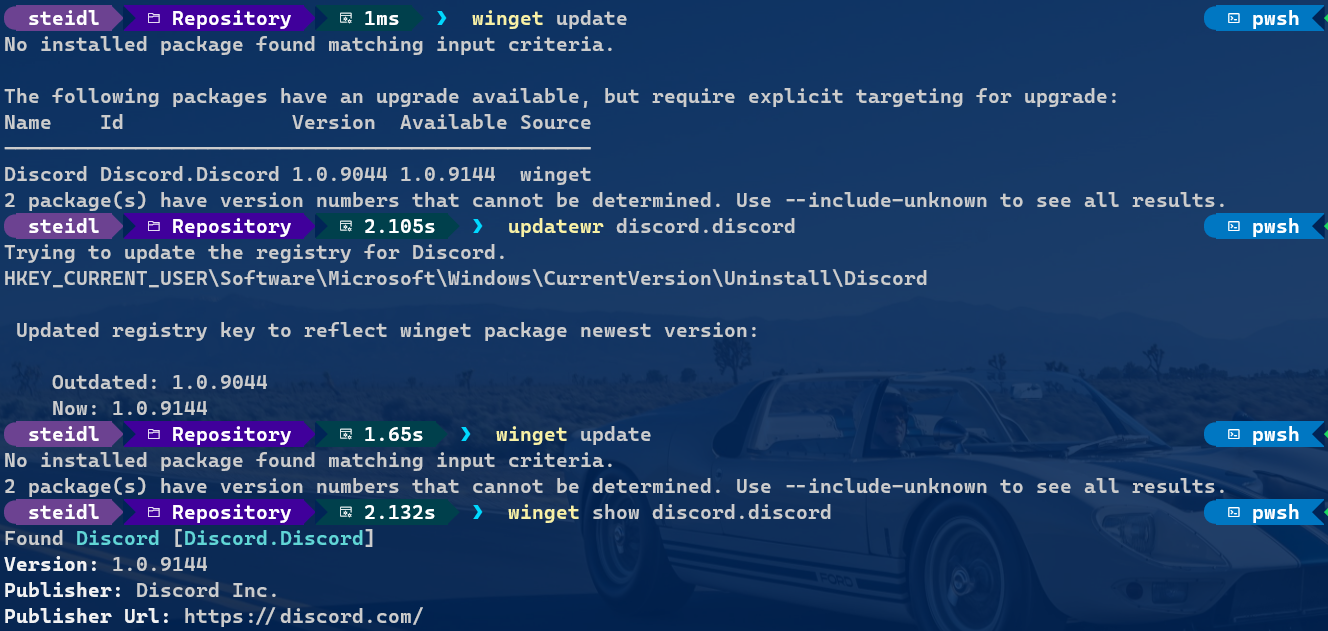 steidl Repository 1ms ❯ winget update pwsh
No installed package found matching input criteria.
The following packages have an upgrade available, but require explicit targeting for upgrade:
Name Id Version Available Source
Discord Discord.Discord 1.0.9044 1.0.9144 winget
2 package(s) have version numbers that cannot be determined. Use --include-unknown to see all results.
steidl Repository 2.105s ❯ updatewr discord.discord pwsh
Trying to update the registry for Discord.
HKEY_CURRENT_USER\Software\Microsoft\Windows\CurrentVersion\Uninstall\Discord
Updated registry key to reflect winget package newest version:
Outdated: 1.0.9044
Now: 1.0.9144
steidl Repository 1.65s ❯ winget update pwsh
No installed package found matching input criteria.
2 package(s) have version numbers that cannot be determined. Use --include-unknown to see all results.
steidl Repository 2.132s ❯ winget show discord.discord pwsh
Found Discord [Discord.Discord]
Version: 1.0.9144
FORD
Publisher: Discord Inc.
Publisher Url: https://discord.com/